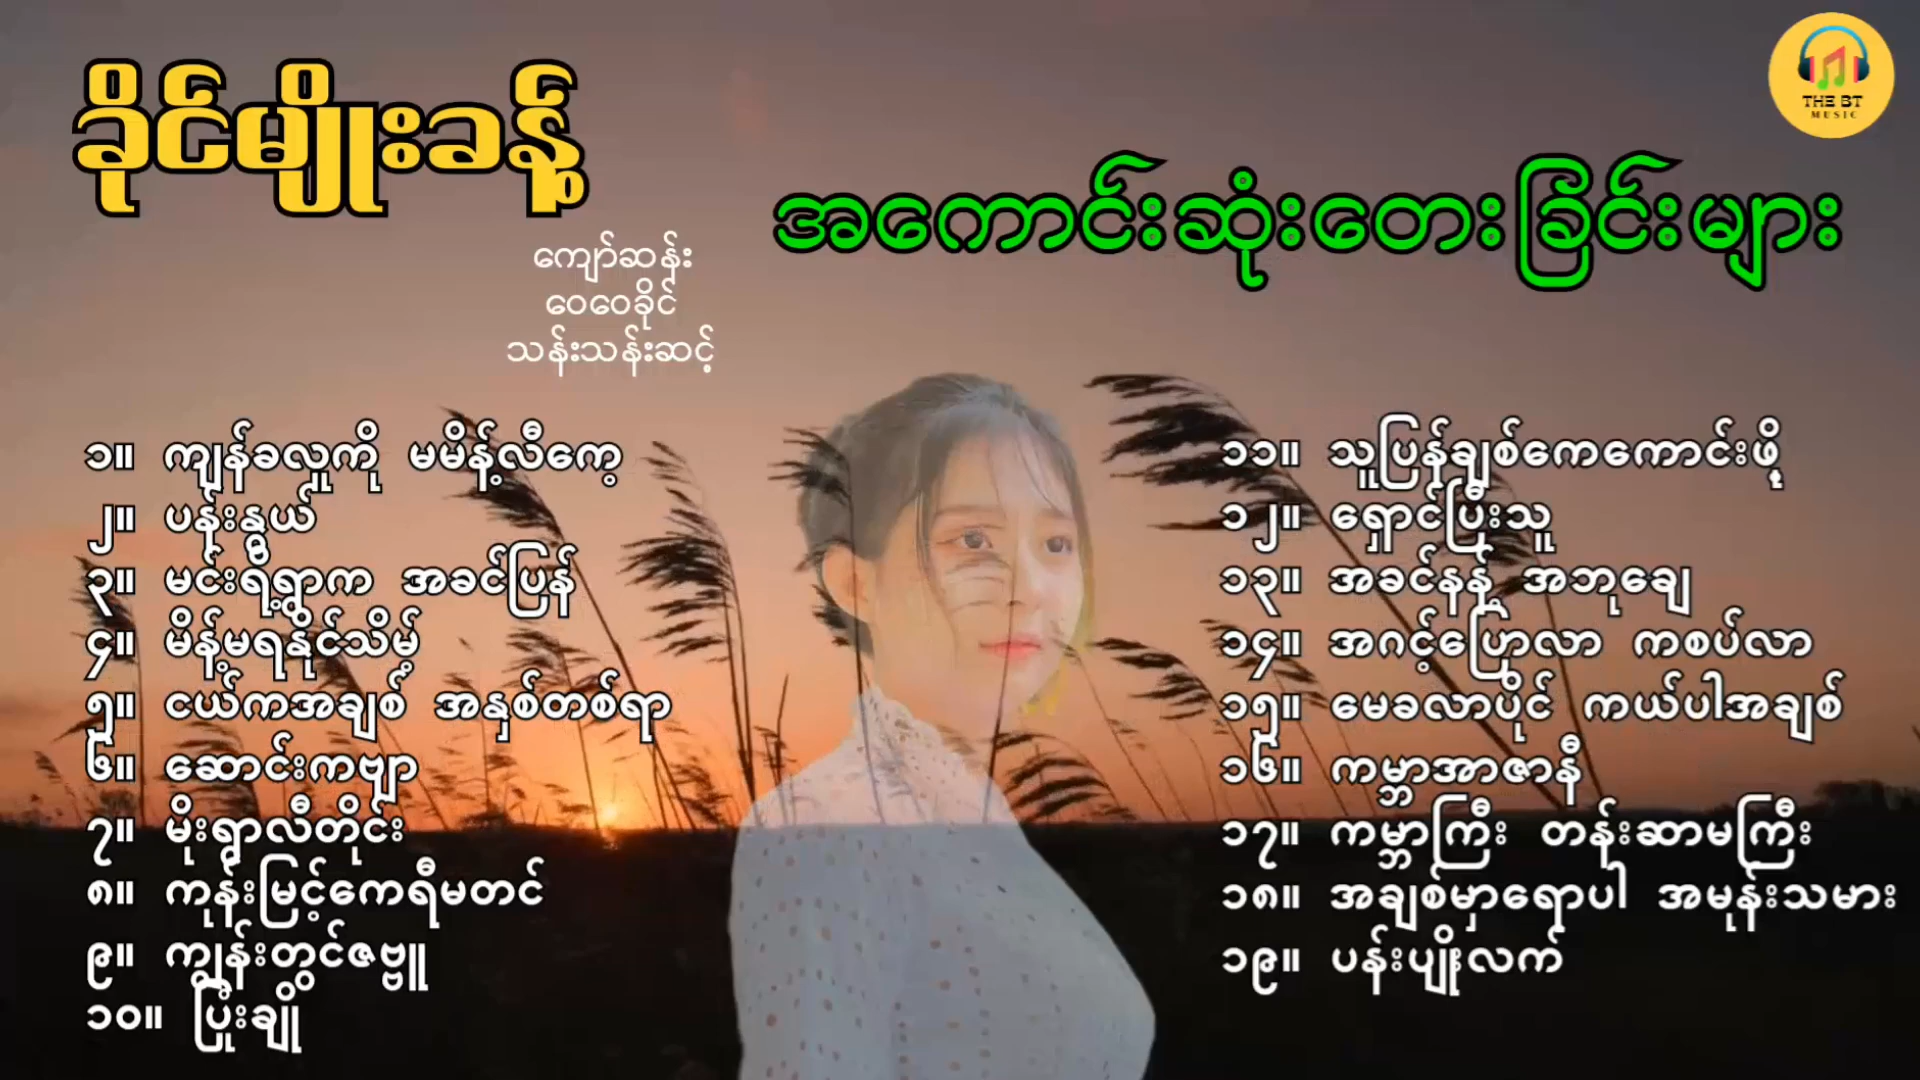 ခိုင်မျိုးခန့်
THE BT
MUSIC
အကောင်းဆုံးတေးခြင်းများ
ကျော်ဆန်း
ဝေဝေခိုင်
သန်းသန်းဆင့်
၁။ ကျန်ခလှုကို မမိန့်လီကေ့
၂။ ပန်းနွယ်
၃။ မင်းရို့ရွာက အခင်ပြန်
၄။ မိန့်မရနိုင်သိမ့်
၅။ ငယ်ကအချစ် အနှစ်တစ်ရာ
၆။ ဆောင်းကဗျာ
၇။ မိုးရွာလီတိုင်း
၈။ ကုန်းမြင့်ကေရီမတင်
၉။ ကျွန်းတွင်ဇဗ္ဗူ
၁၀။ ပြုံးချို
၁၁။ သူပြန်ချစ်ကေကောင်းဖို့
၁၂။ ရှောင်ပြီးသူ
၁၃။ အခင်နန့် အဘုချေ
၁၄။ အဂင့်ပြောလာ ကစပ်လာ
၁၅။ မေခလာပိုင် ကယ်ပါအချစ်
၁၆။ ကမ္ဘာအာဇာနီ
၁၇။ ကမ္ဘာကြီး တန်းဆာမကြီး
၁၈။ အချစ်မှာရောပါ အမုန်းသမား
၁၉။ ပန်းပျိုးလက်